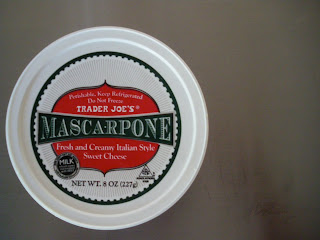 Perishable, Keep Refrigerated
Do Not Freeze
TRADER JOE'S®
MASCARPONE
Fresh and Creamy Italian Style
Sweet Cheese
MILK
NET WT. 8 OZ (227g)